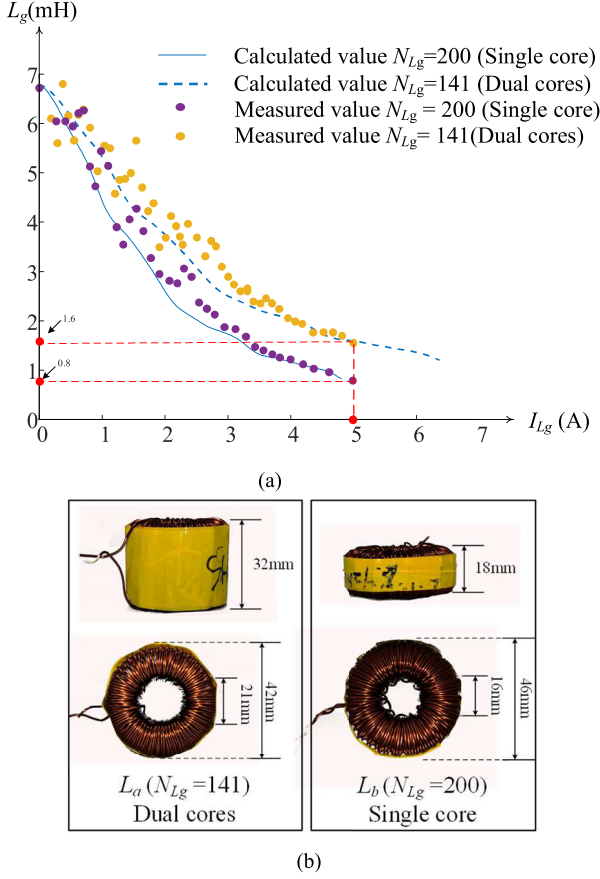 Lg(mH)
Calculated value NLg=200 (Single core)
Calculated value NLg=141 (Dual cores)
Measured value NLg = 200 (Single core)
Measured value NLg= 141(Dual cores)
7
6
5
4
3
2
1.6
1
0.8
0
0 1 2 3 4 5 6 7 ILg (A)
(a)
32mm
18mm
21mm
42mm
16mm
46mm
La (NLg =141)
Dual cores
Lb (NLg =200)
Single core
(b)